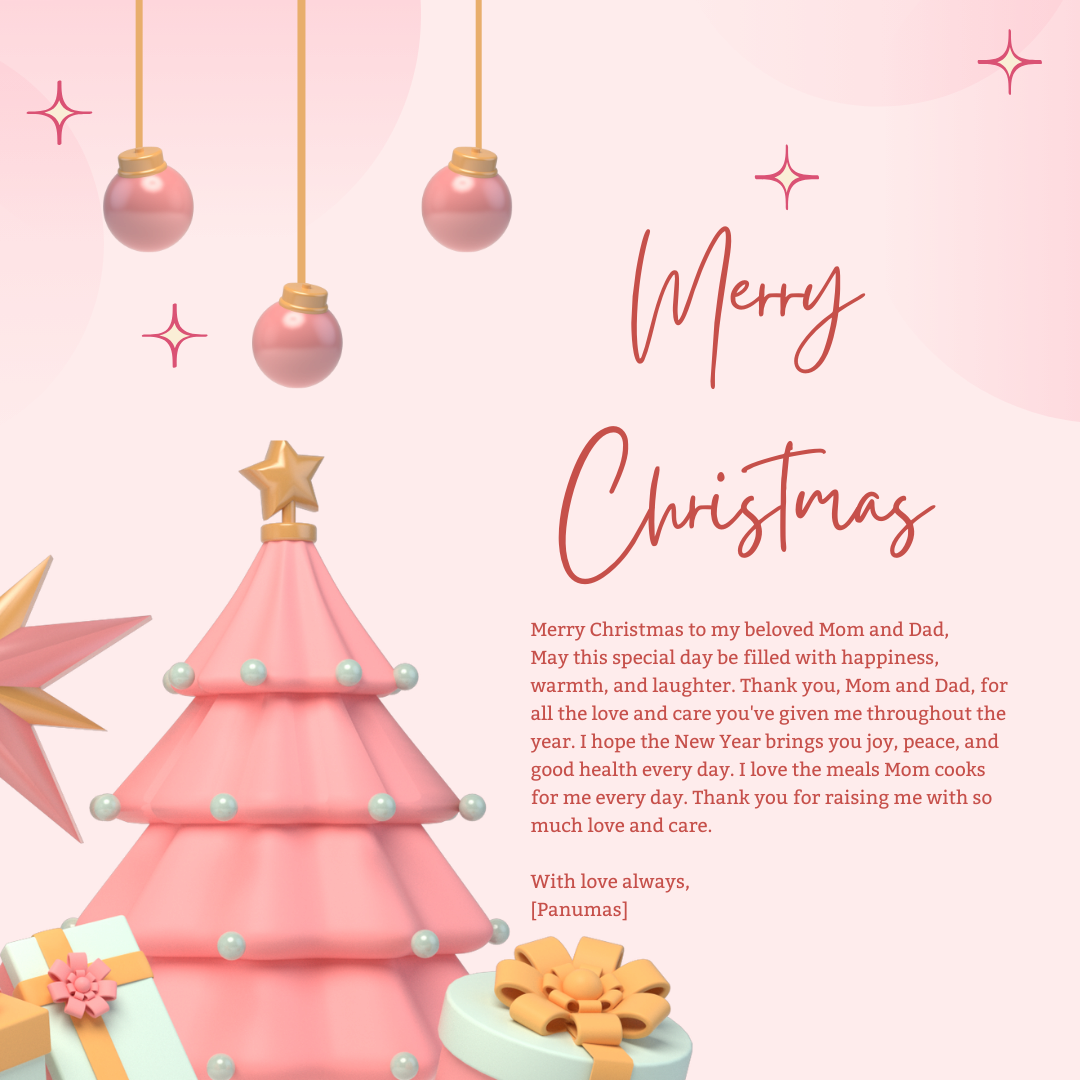 Merry
Christmas
Merry Christmas to my beloved Mom and Dad,
May this special day be filled with happiness,
warmth, and laughter. Thank you, Mom and Dad, for
all the love and care you've given me throughout the
year. I hope the New Year brings you joy, peace, and
good health every day. I love the meals Mom cooks
for me every day. Thank you for raising me with so
much love and care.
With love always,
[Panumas]